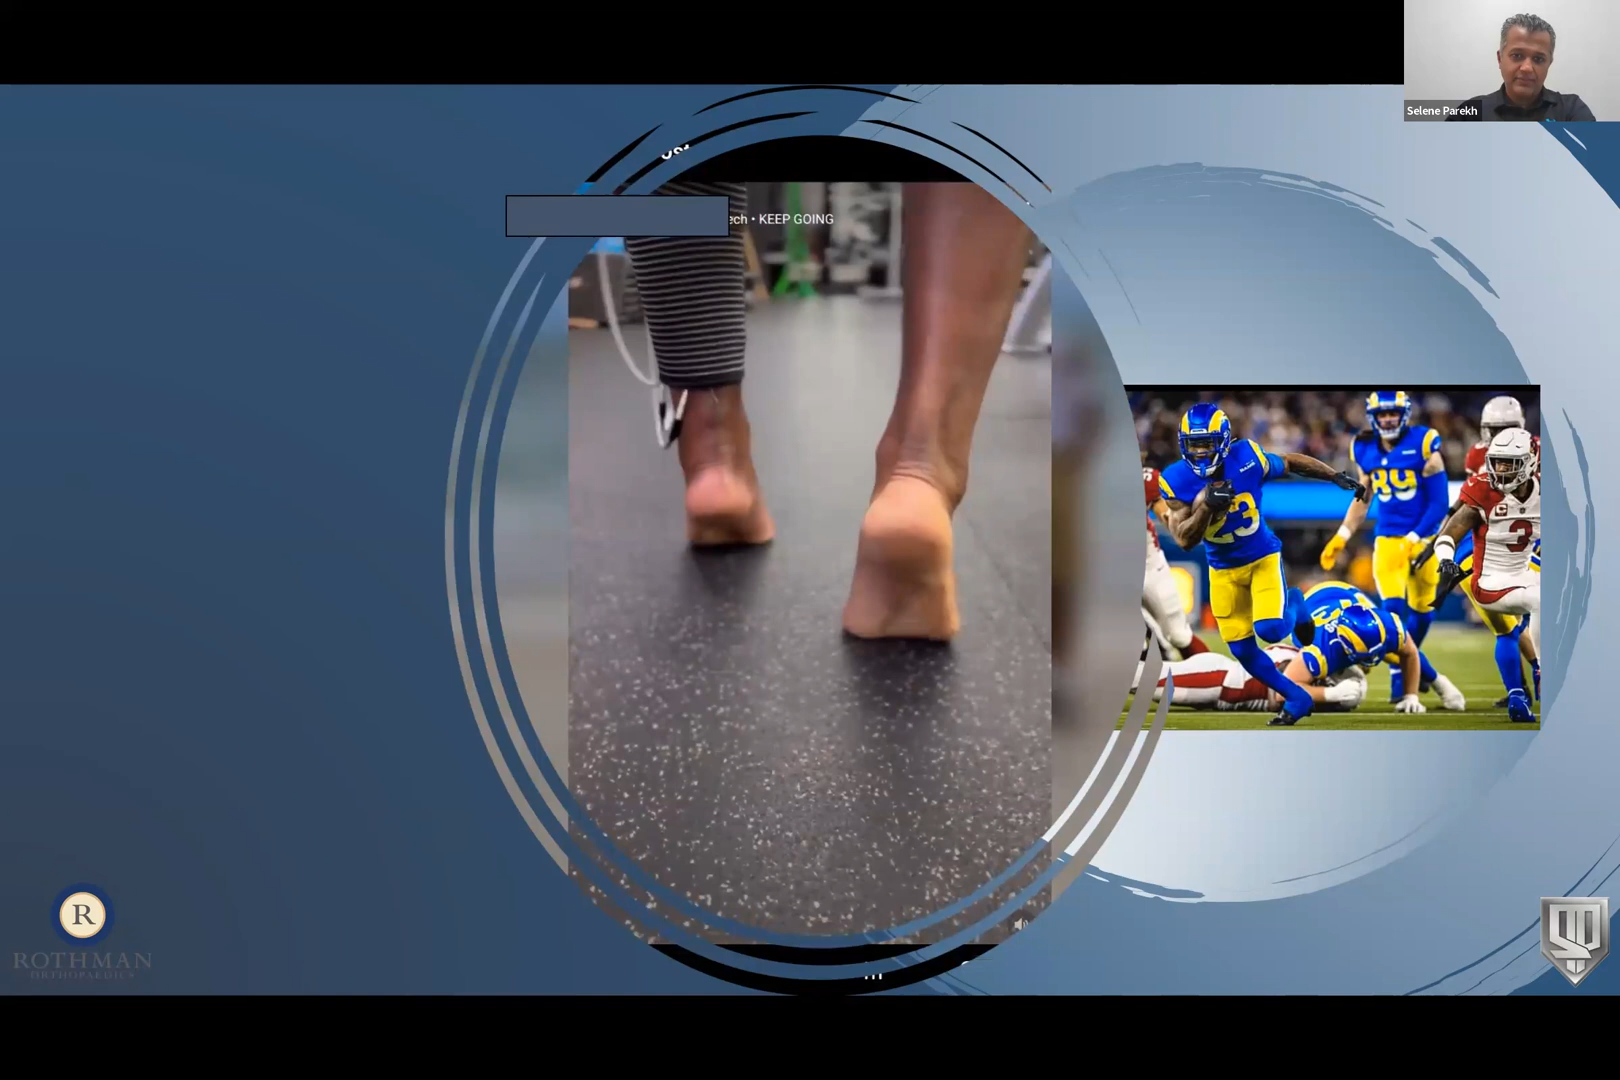 Selene Parekh
ech • KEEP GOING
23
89
3
R
ROTHMAN
ORTHOPAEDICS